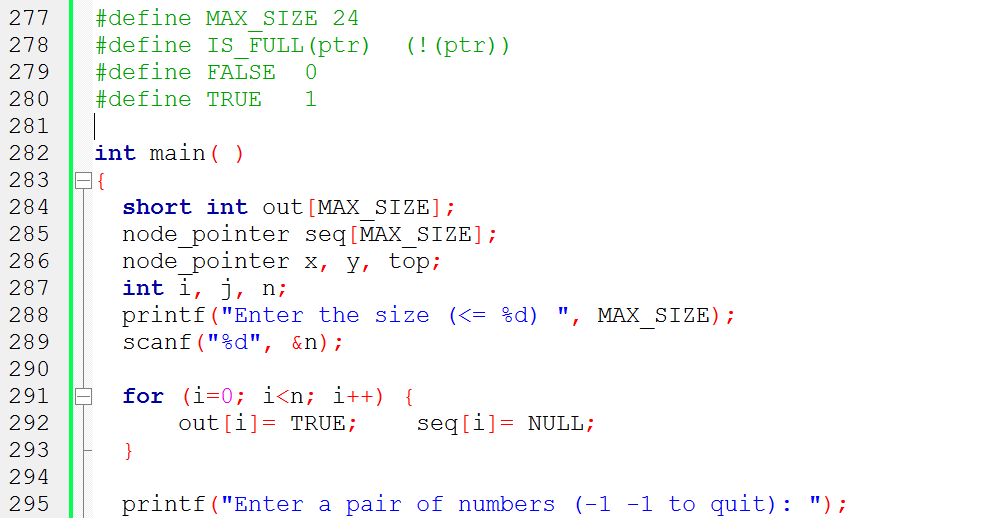 277 #define MAX_SIZE 24
278 #define IS_FULL(ptr)  (!(ptr))
279 #define FALSE  0
280 #define TRUE   1
281
282 int main( )
283 {
284   short int out[MAX_SIZE];
285   node_pointer seq[MAX_SIZE];
286   node_pointer x, y, top;
287   int i, j, n;
288   printf("Enter the size (<= %d) ", MAX_SIZE);
289   scanf("%d", &n);
290
291   for (i=0; i<n; i++) {
292       out[i]= TRUE;    seq[i]= NULL;
293   }
294
295   printf("Enter a pair of numbers (-1 -1 to quit): ");